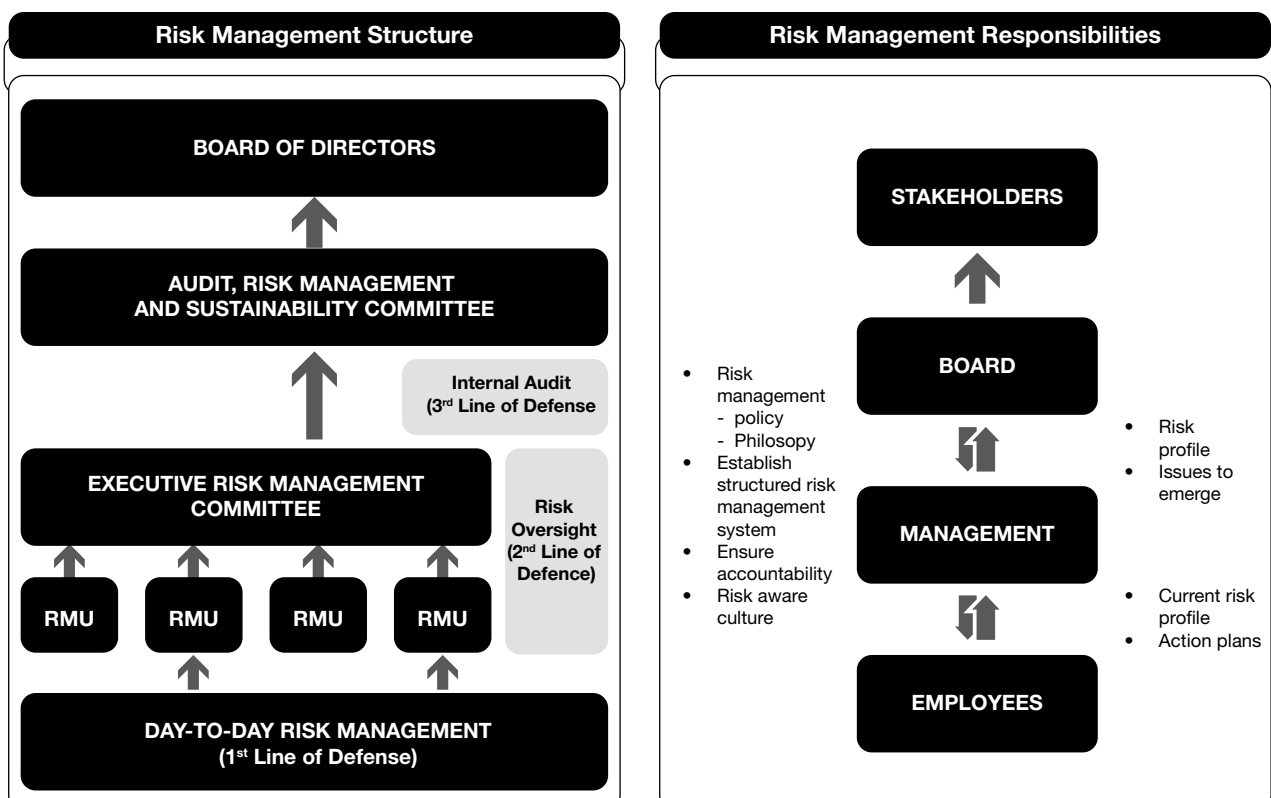 Risk Management Structure
BOARD OF DIRECTORS
AUDIT, RISK MANAGEMENT
AND SUSTAINABILITY COMMITTEE
Internal Audit
(3rd Line of Defense
EXECUTIVE RISK MANAGEMENT
COMMITTEE
Risk
Oversight
(2nd Line of
Defence)
RMU
RMU
RMU
RMU
DAY-TO-DAY RISK MANAGEMENT
(1st Line of Defense)
Risk Management Responsibilities
STAKEHOLDERS
BOARD
• Risk
management
- policy
- Philosopy
• Establish
structured risk
management
system
• Ensure
accountability
• Risk aware
culture
• Risk
profile
• Issues to
emerge
MANAGEMENT
• Current risk
profile
• Action plans
EMPLOYEES